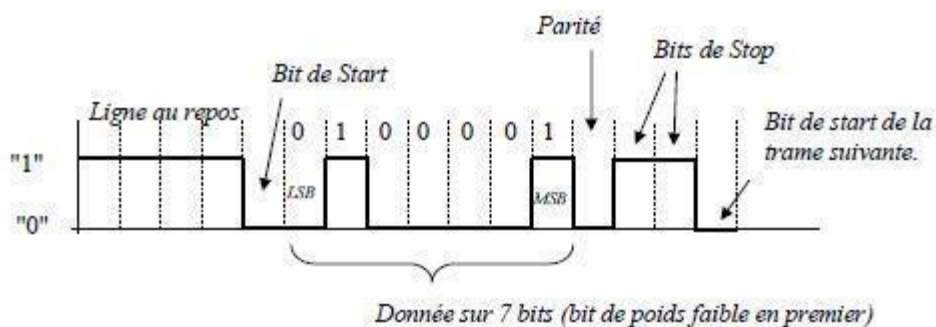 Parité
Bits de Stop
Bit de Start
Ligne au repos
0 1 0 0 0 0 1
Bit de start de la
trame suivante.
"1"
LSB
MSB
"0"
Donnée sur 7 bits (bit de poids faible en premier)